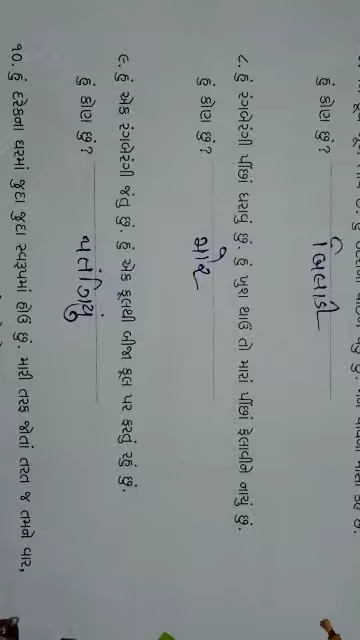 હું કોણ છું? બિલાડી
૮. હું રંગબેરંગી પીંછાં ધરાવું છું. હું ખુશ થાઉં તો મારાં પીંછાં ફેલાવીને નાચું છું.
હું કોણ છું? મોર
૯. હું એક રંગબેરંગી જંતુ છું. હું એક ફૂલથી બીજા ફૂલ પર ફરતું રહું છું.
હું કોણ છું? પતંગિયું
૧૦. હું દરેકના ઘરમાં જુદા જુદા સ્વરૂપમાં હોઉં છું. મારી તરફ જોતાં તરત જ તમને વાર,